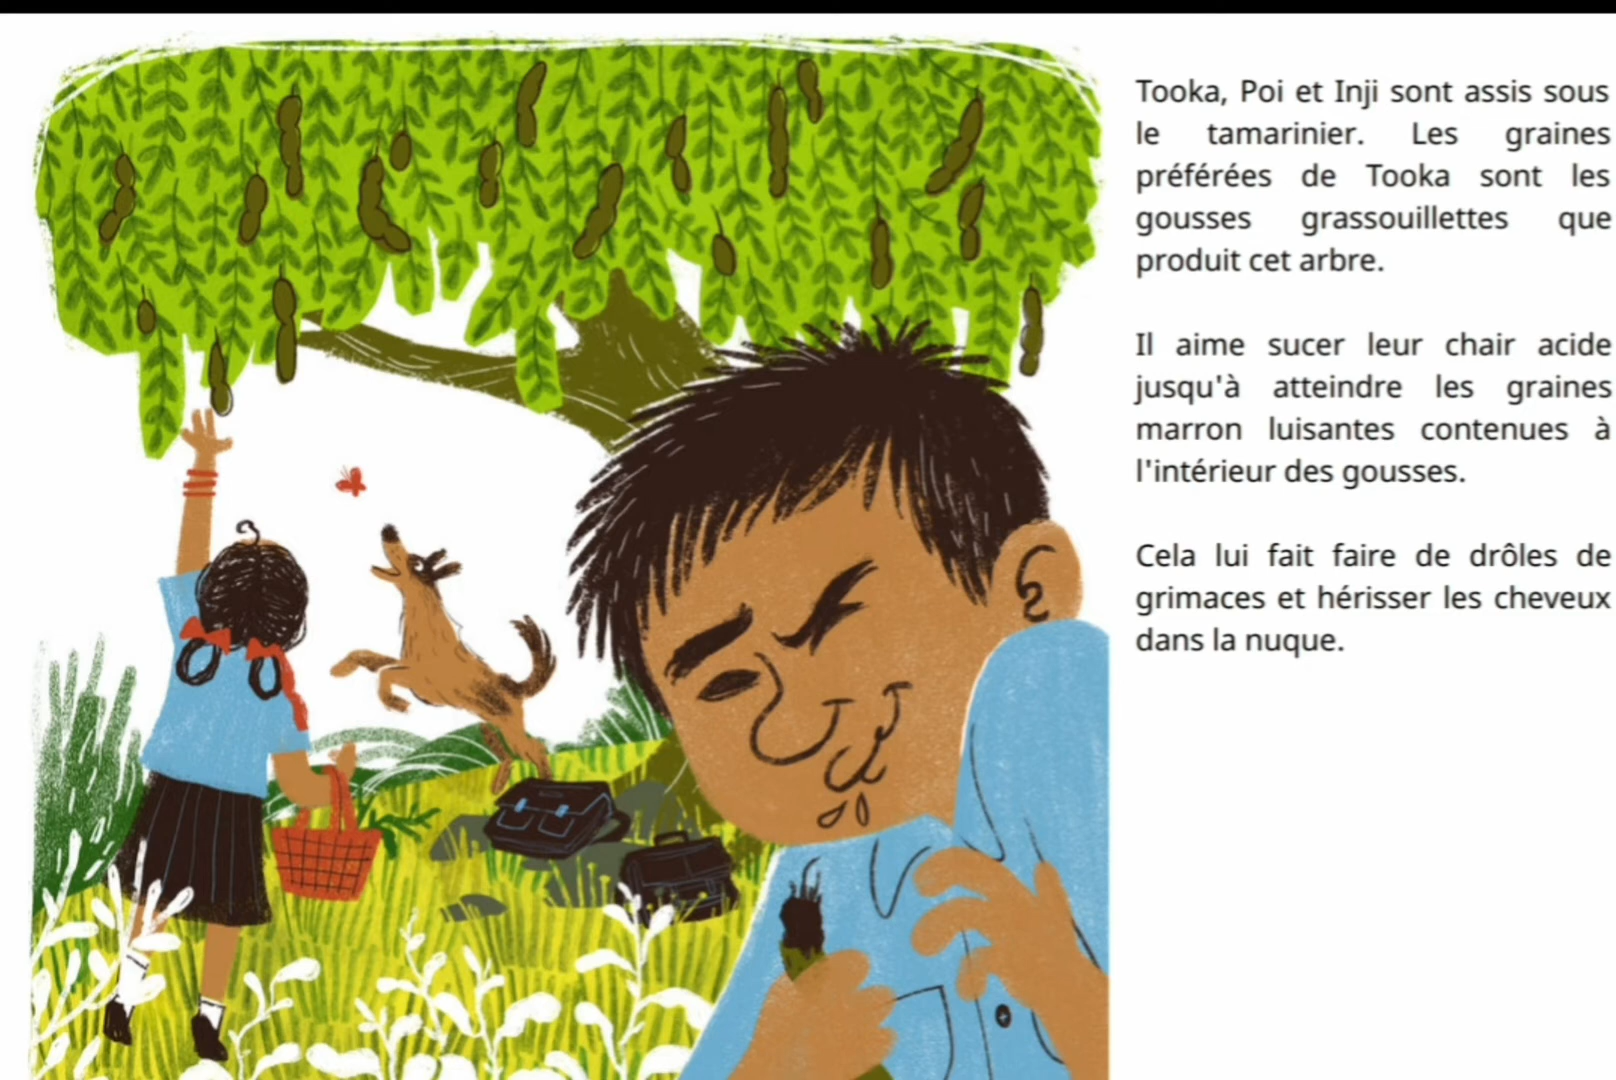 Tooka, Poi et Inji sont assis sous
le tamarinier. Les graines
préférées de Tooka sont les
gousses grassouillettes que
produit cet arbre.
Il aime sucer leur chair acide
jusqu'à atteindre les graines
marron luisantes contenues à
l'intérieur des gousses.
Cela lui fait faire de drôles de
grimaces et hérisser les cheveux
dans la nuque.